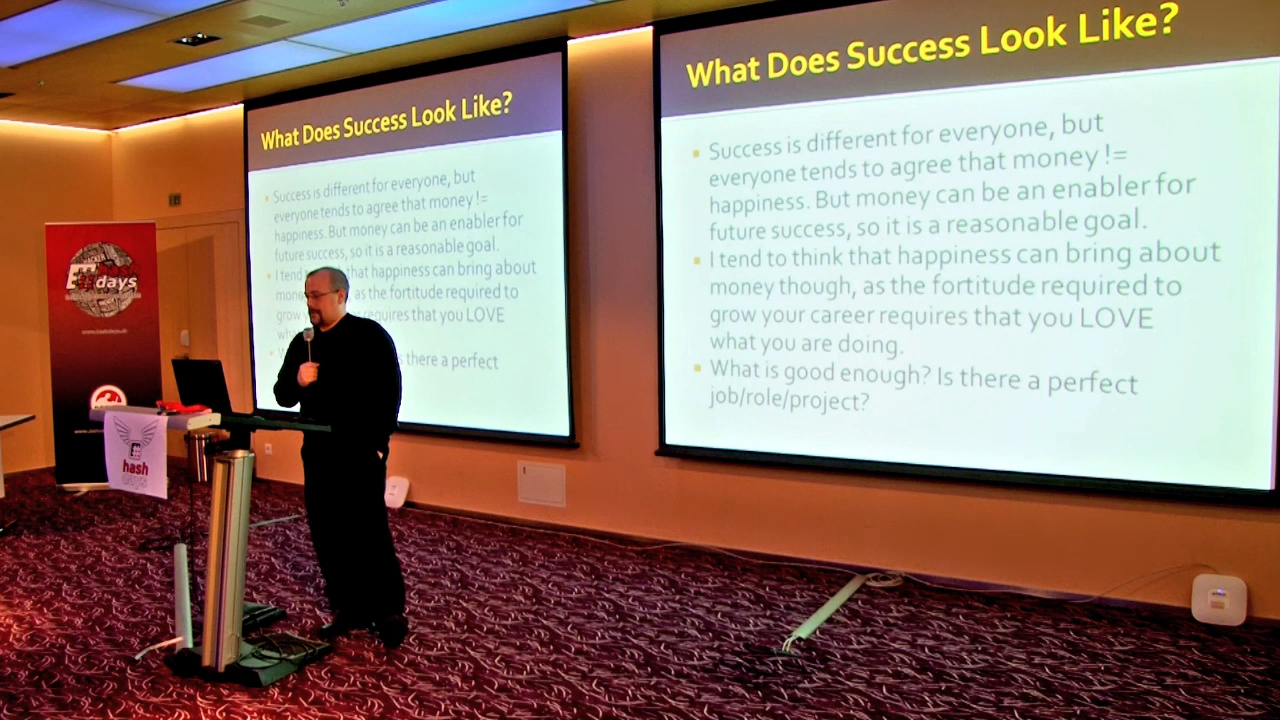 What Does Success Look Like?
Success is different for everyone, but
everyone tends to agree that money !=
happiness. But money can be an enabler for
future success, so it is a reasonable goal.
I tend
that happiness can bring about
as the fortitude required to
grow
requires that you LOVE
s there a perfect
What Does Success Look Like?
Success is different for everyone, but
everyone tends to agree that money !=
happiness. But money can be an enabler for
future success, so it is a reasonable goal.
I tend to think that happiness can bring about
money though, as the fortitude required to
grow your career requires that you LOVE
what you are doing.
What is good enough? Is there a perfect
job/role/project?
HACKER
hash
days
hash
days